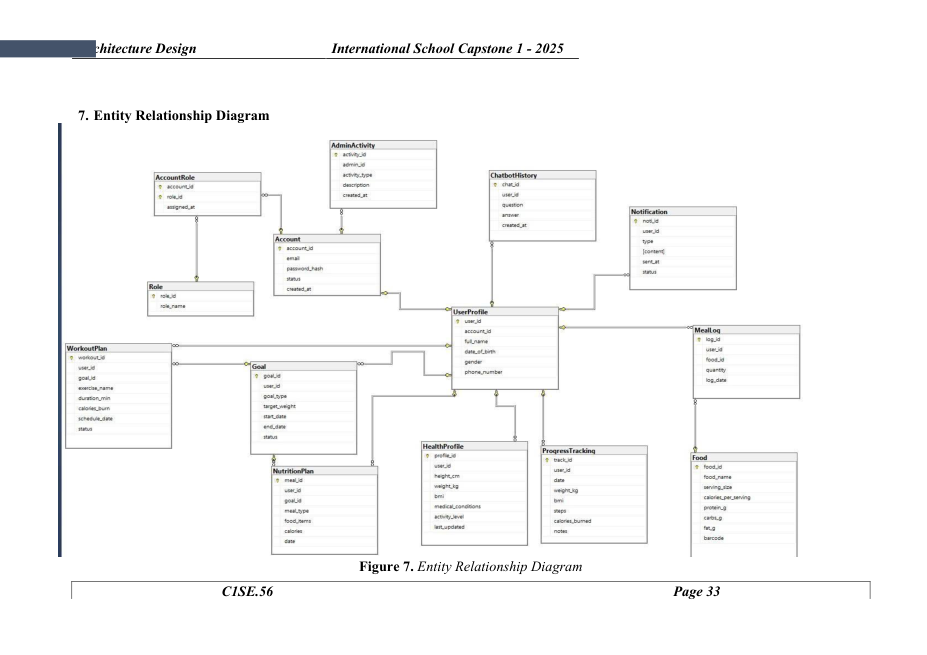 chitecture Design International School Capstone 1 - 2025
7. Entity Relationship Diagram
AdminActivity
activity_id
admin_id
activity_type
description
created_at
AccountRole
account_id
role_id
assigned_at
ChatbotHistory
chat_id
user_id
question
answer
created_at
Notification
noti_id
user_id
type
[content]
sent_at
status
Account
account_id
email
password_hash
status
created_at
Role
role_id
role_name
UserProfile
user_id
account_id
full_name
date_of_birth
gender
phone_number
MealLog
log_id
user_id
food_id
quantity
log_date
WorkoutPlan
workout_id
user_id
goal_id
exercise_name
duration_min
calories_burn
schedule_date
status
Goal
goal_id
user_id
goal_type
target_weight
start_date
end_date
status
NutritionPlan
meal_id
user_id
goal_id
meal_type
food_items
calories
date
HealthProfile
profile_id
user_id
height_cm
weight_kg
bmi
medical_conditions
activity_level
last_updated
ProgressTracking
track_id
user_id
date
weight_kg
bmi
steps
calories_burned
notes
Food
food_id
food_name
serving_size
calories_per_serving
protein_g
carbs_g
fat_g
barcode
Figure 7. Entity Relationship Diagram
C1SE.56 Page 33